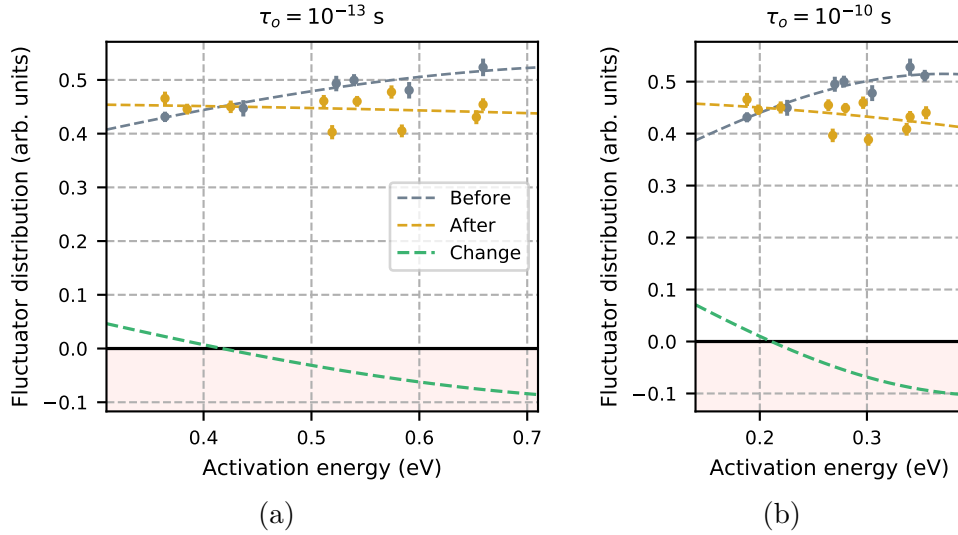 τₒ = 10⁻¹³ s
Fluctuator distribution (arb. units)
0.5
0.4
0.3
0.2
0.1
0.0
−0.1
Before
After
Change
0.4 0.5 0.6 0.7
Activation energy (eV)
(a)
τₒ = 10⁻¹⁰ s
Fluctuator distribution (arb. units)
0.5
0.4
0.3
0.2
0.1
0.0
−0.1
0.2 0.3
Activation energy (eV)
(b)